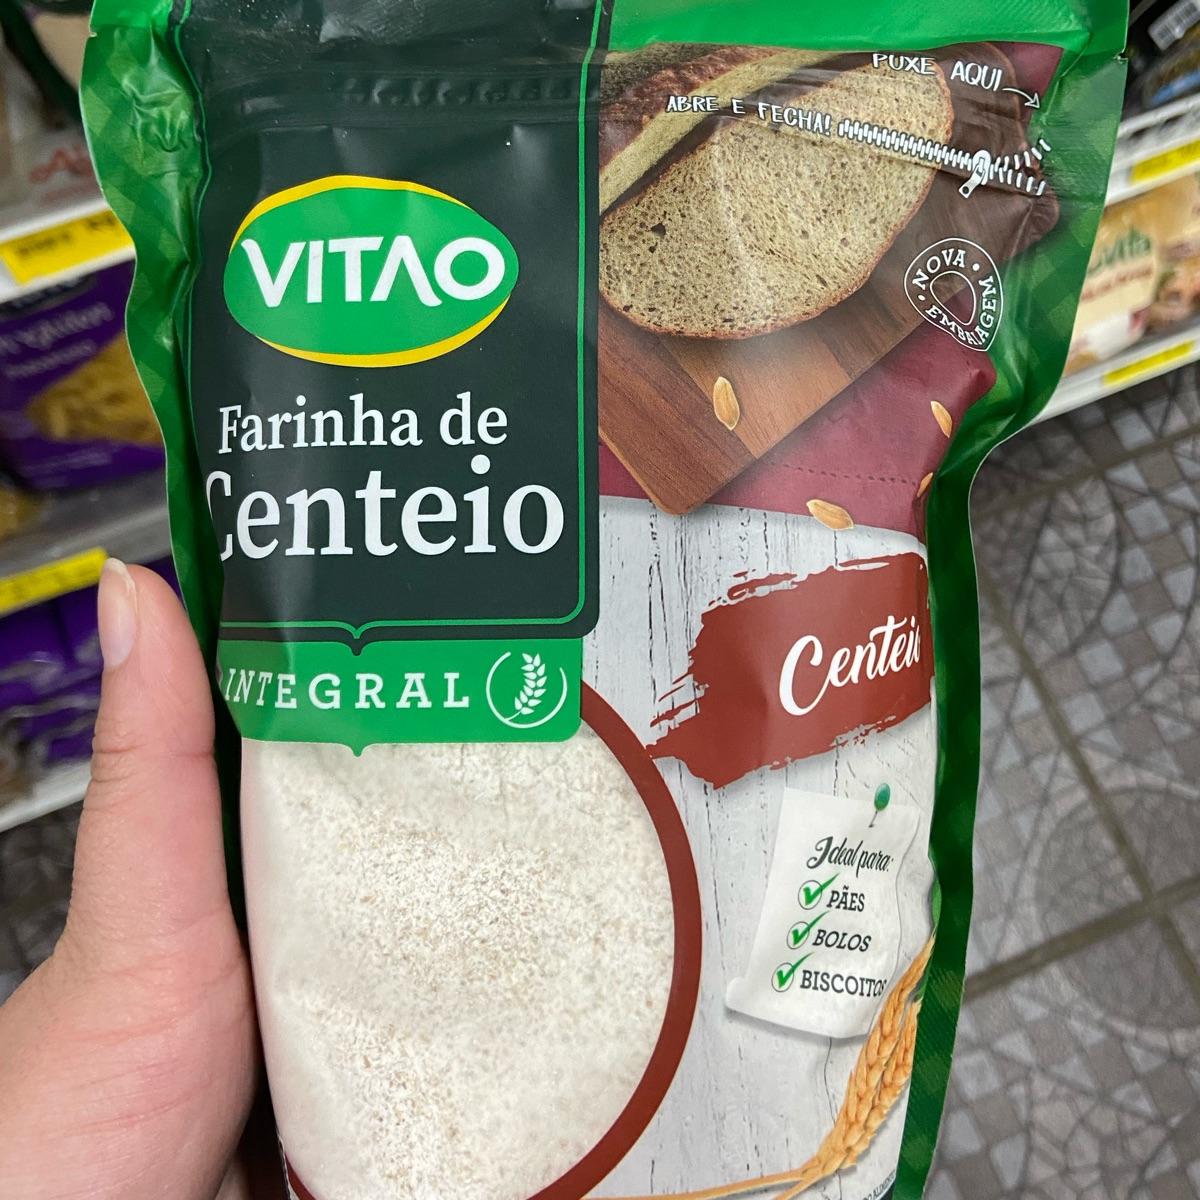 PUXE AQUI
ABRE E FECHA!
VITAO
NOVA
EMBALAGEM
Farinha de
Centeio
INTEGRAL
Centeio
Ideal para:
PÃES
BOLOS
BISCOITOS